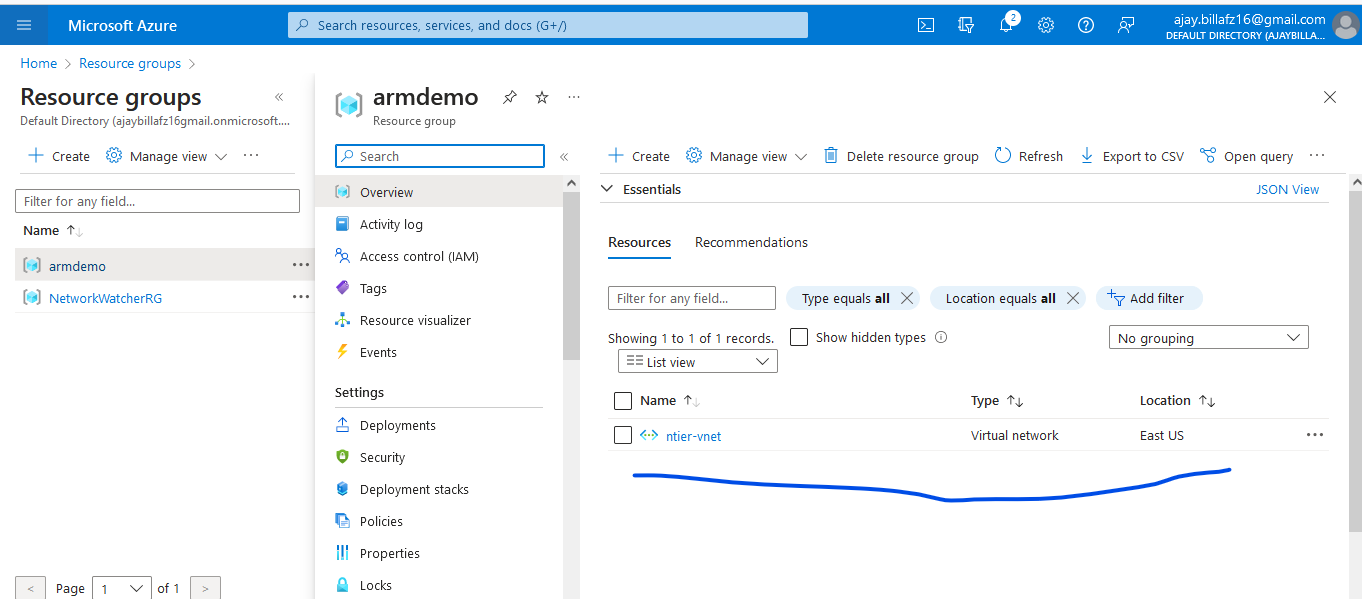 Microsoft Azure
Search resources, services, and docs (G+/)
2
ajay.billafz16@gmail.com
DEFAULT DIRECTORY (AJAYBILLA...
Home > Resource groups >
Resource groups «
Default Directory (ajaybillafz16gmail.onmicrosoft....
+ Create Manage view ...
Filter for any field...
Name ↑↓
armdemo ...
NetworkWatcherRG ...
< Page 1 of 1 >
armdemo ...
Resource group
Search «
Overview
Activity log
Access control (IAM)
Tags
Resource visualizer
Events
Settings
Deployments
Security
Deployment stacks
Policies
Properties
Locks
+ Create Manage view Delete resource group Refresh Export to CSV Open query ...
Essentials JSON View
Resources Recommendations
Filter for any field... Type equals all Location equals all Add filter
Showing 1 to 1 of 1 records. Show hidden types No grouping
List view
Name ↑↓ Type ↑↓ Location ↑↓
ntier-vnet Virtual network East US ...